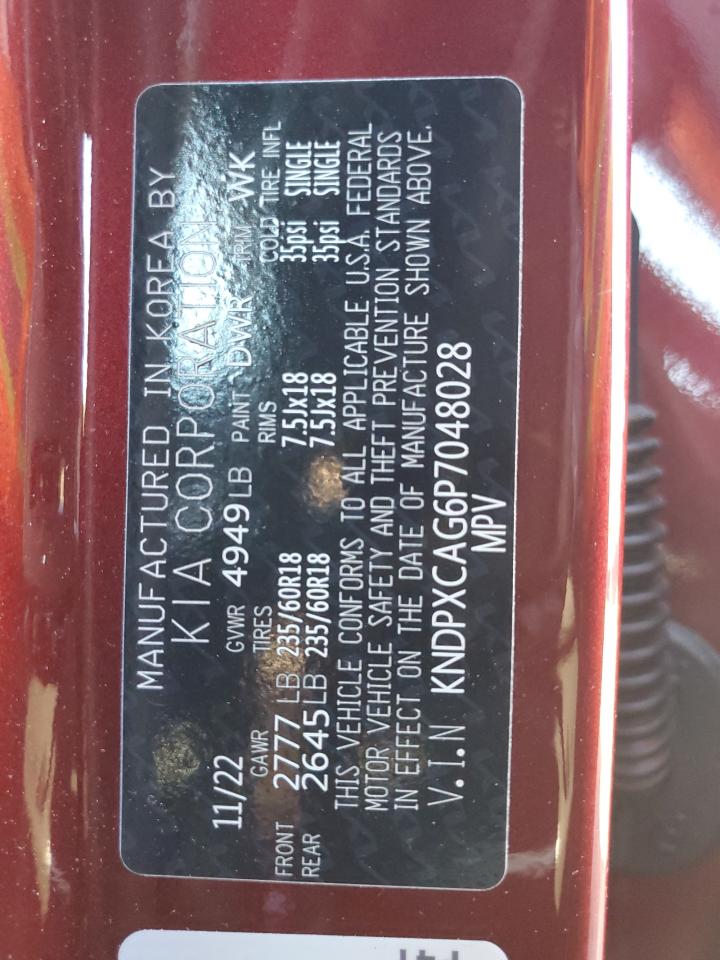 MANUFACTURED IN KOREA BY
KIA CORPORATION
11/22 GVWR 4949LB PAINT DWR TRIM WK
GAWR TIRES RIMS COLD TIRE INFL
FRONT 2777 LB 235/60R18 7.5Jx18 35psi SINGLE
REAR 2645LB 235/60R18 7.5Jx18 35psi SINGLE
THIS VEHICLE CONFORMS TO ALL APPLICABLE U.S.A. FEDERAL
MOTOR VEHICLE SAFETY AND THEFT PREVENTION STANDARDS
IN EFFECT ON THE DATE OF MANUFACTURE SHOWN ABOVE.
V.I.N KNDPXCAG6P7048028
MPV